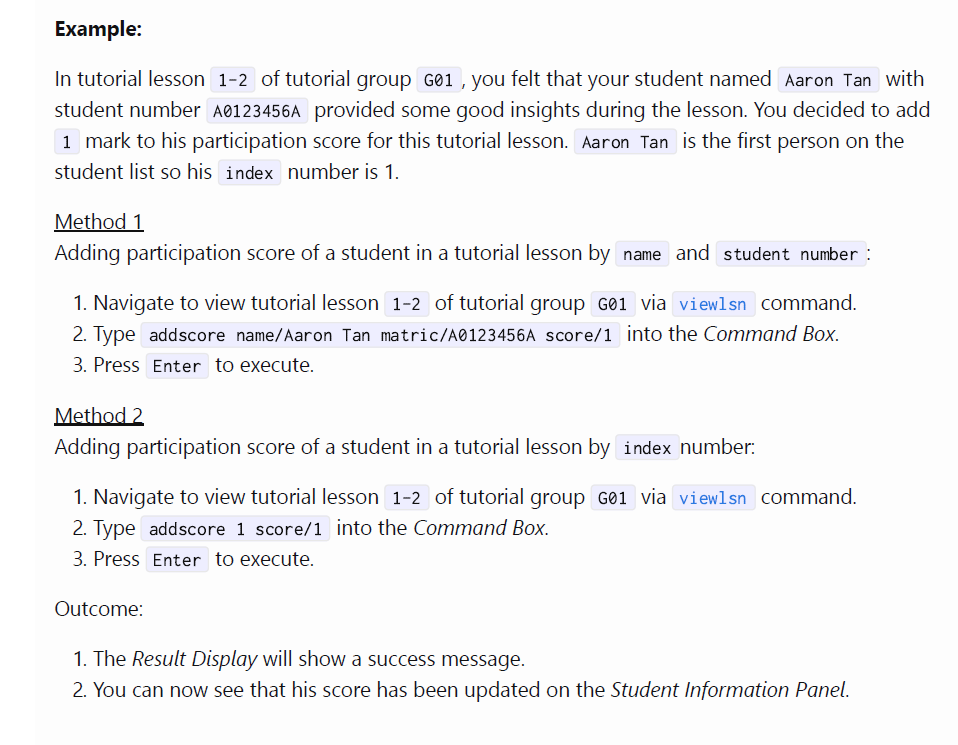 Example:
In tutorial lesson 1-2 of tutorial group G01, you felt that your student named Aaron Tan with
student number A0123456A provided some good insights during the lesson. You decided to add
1 mark to his participation score for this tutorial lesson. Aaron Tan is the first person on the
student list so his index number is 1.
Method 1
Adding participation score of a student in a tutorial lesson by name and student number:
1. Navigate to view tutorial lesson 1-2 of tutorial group G01 via viewlsn command.
2. Type addscore name/Aaron Tan matric/A0123456A score/1 into the Command Box.
3. Press Enter to execute.
Method 2
Adding participation score of a student in a tutorial lesson by index number:
1. Navigate to view tutorial lesson 1-2 of tutorial group G01 via viewlsn command.
2. Type addscore 1 score/1 into the Command Box.
3. Press Enter to execute.
Outcome:
1. The Result Display will show a success message.
2. You can now see that his score has been updated on the Student Information Panel.